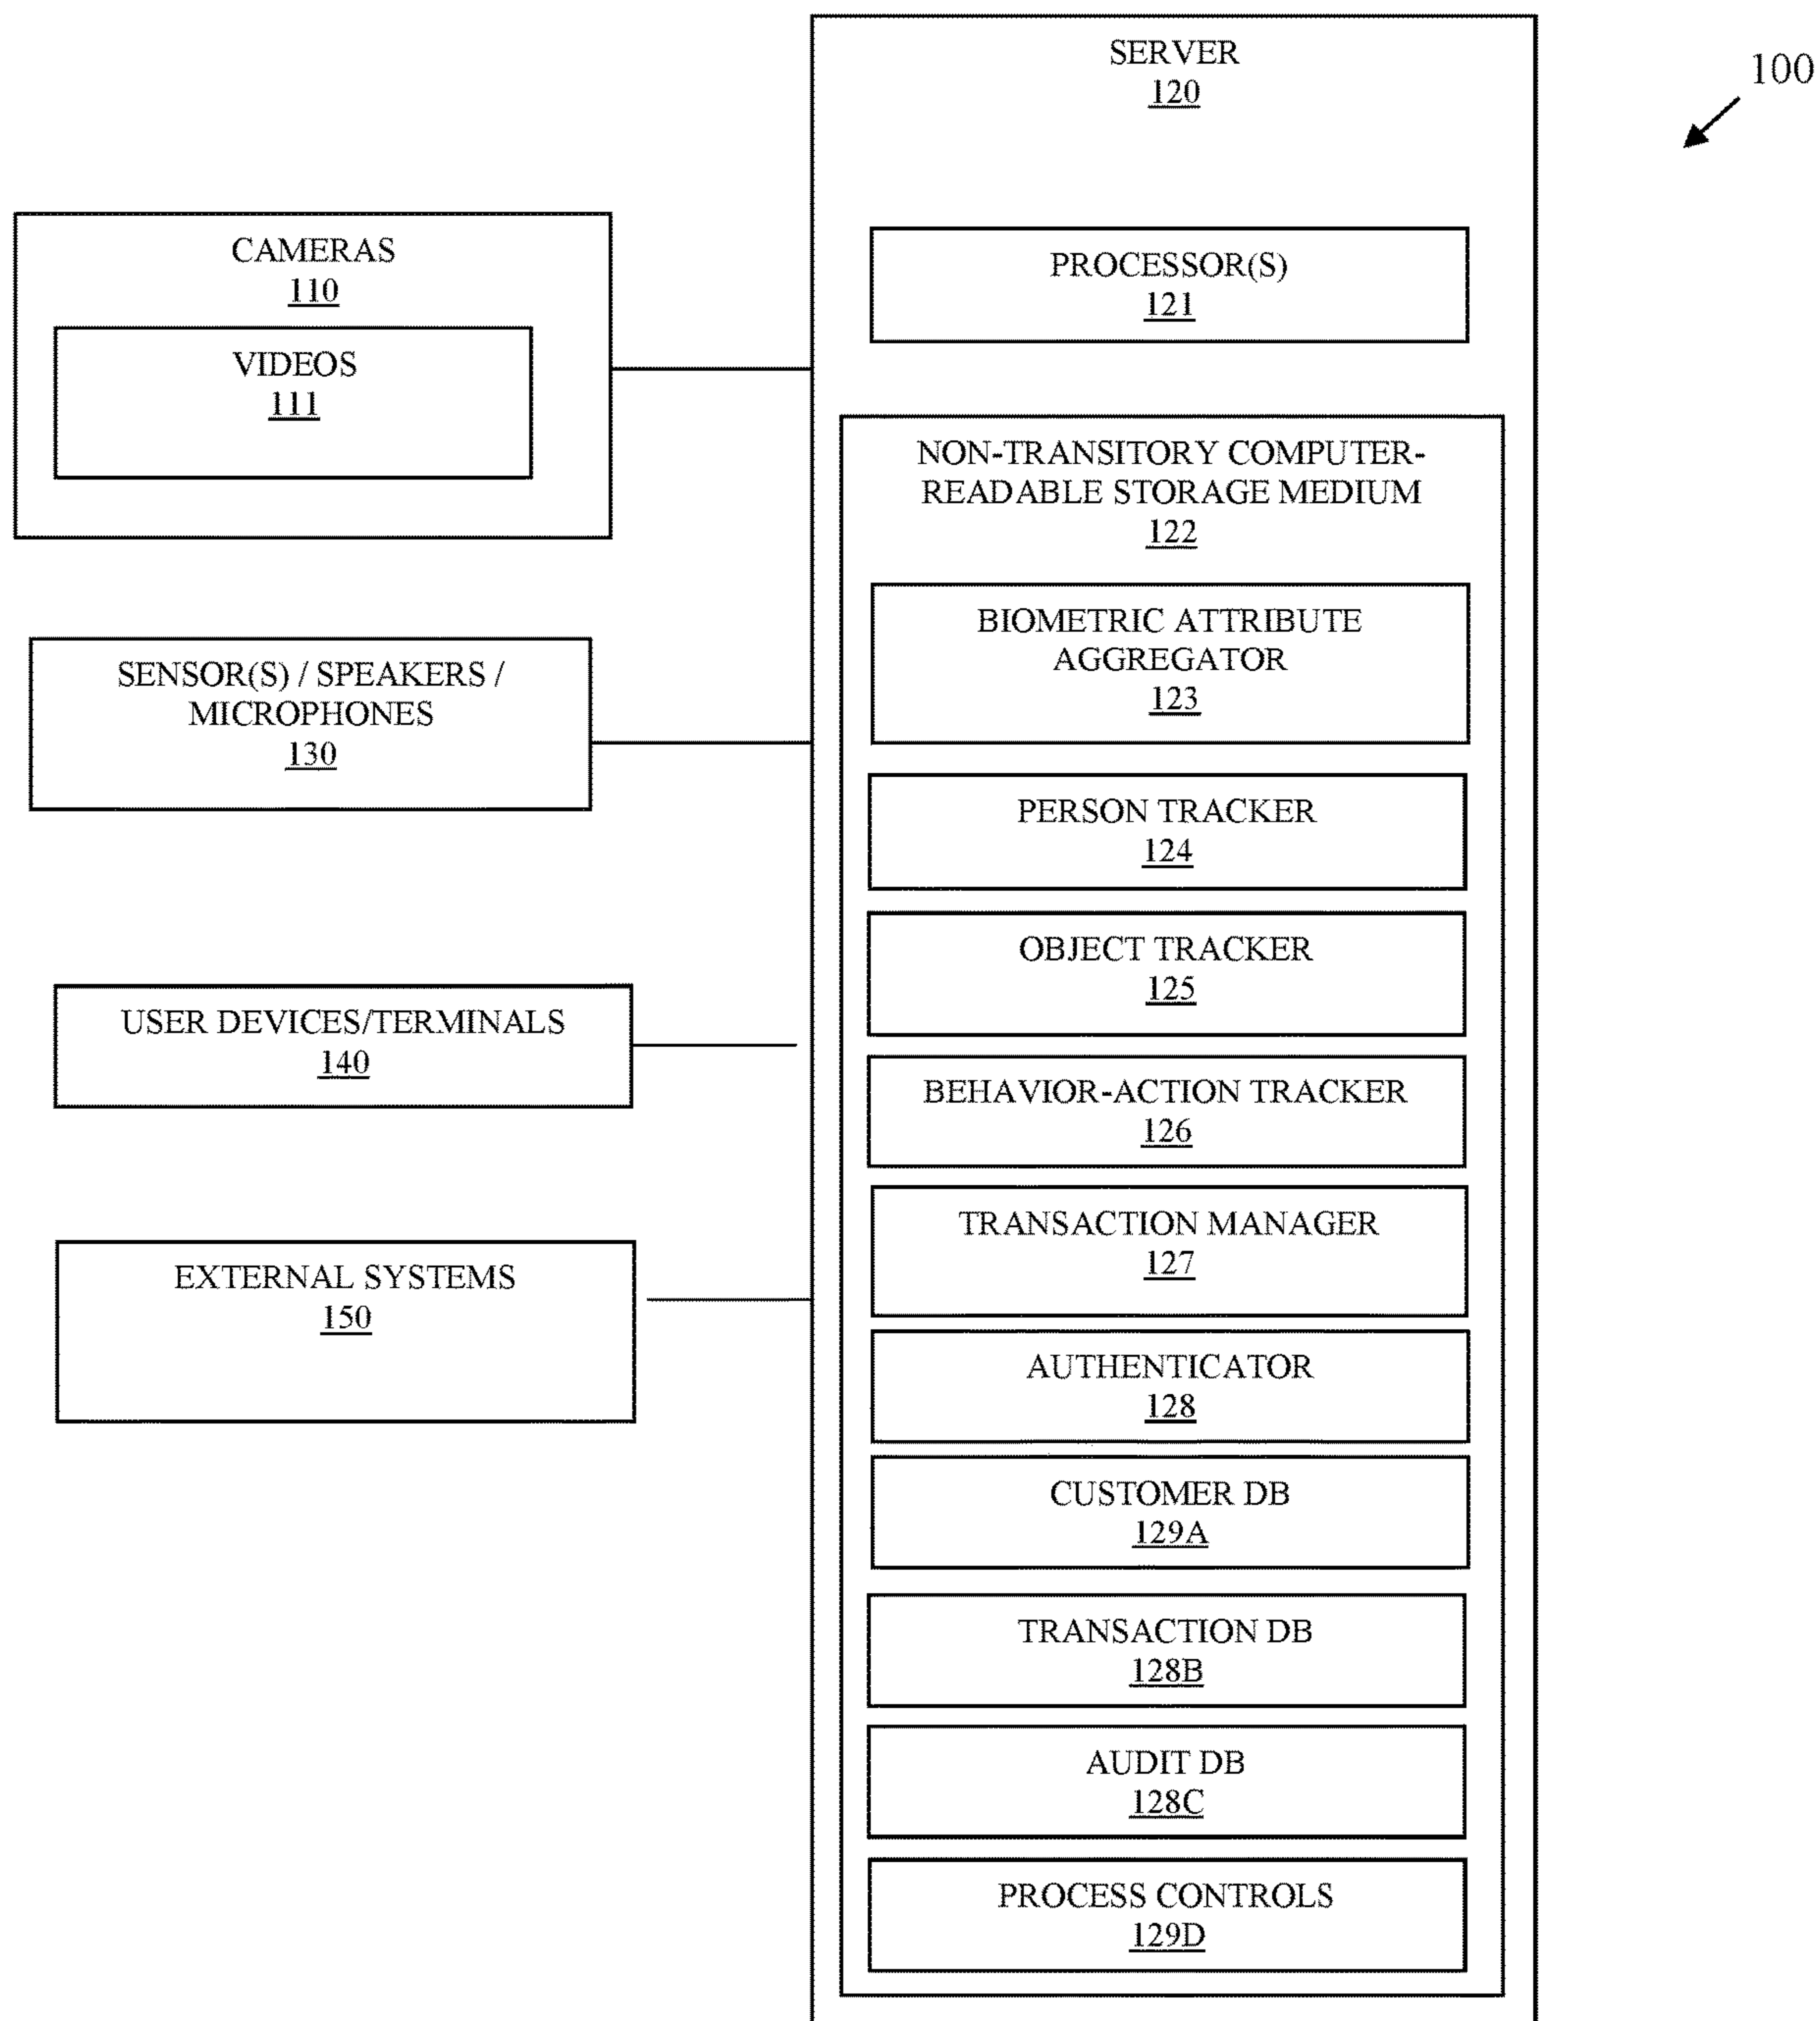 100
SERVER
120
CAMERAS
110
VIDEOS
111
SENSOR(S) / SPEAKERS /
MICROPHONES
130
USER DEVICES/TERMINALS
140
EXTERNAL SYSTEMS
150
PROCESSOR(S)
121
NON-TRANSITORY COMPUTER-
READABLE STORAGE MEDIUM
122
BIOMETRIC ATTRIBUTE
AGGREGATOR
123
PERSON TRACKER
124
OBJECT TRACKER
125
BEHAVIOR-ACTION TRACKER
126
TRANSACTION MANAGER
127
AUTHENTICATOR
128
CUSTOMER DB
129A
TRANSACTION DB
128B
AUDIT DB
128C
PROCESS CONTROLS
129D